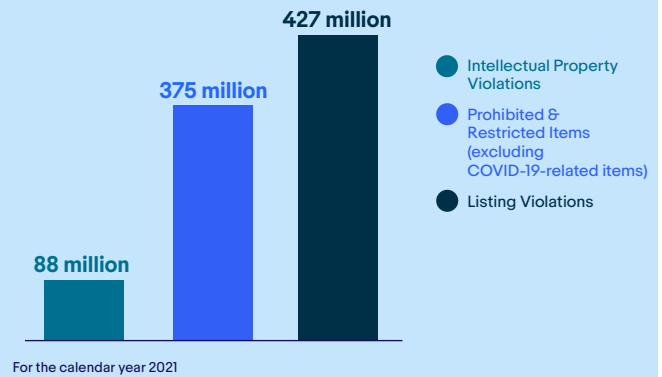 427 million
375 million
88 million
Intellectual Property
Violations
Prohibited &
Restricted Items
(excluding
COVID-19-related items)
Listing Violations
For the calendar year 2021